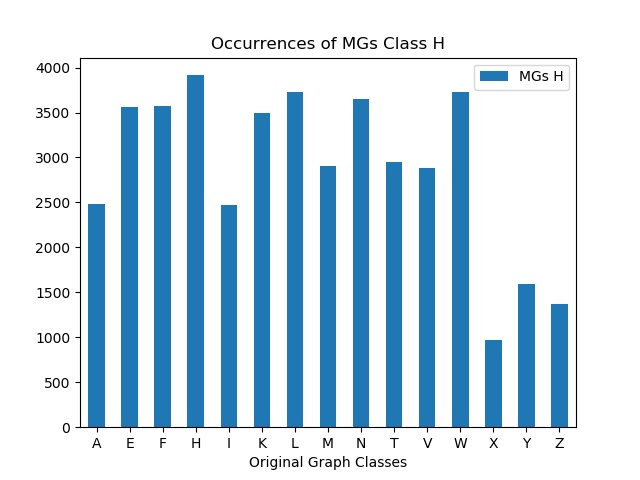 Occurrences of MGs Class H
MGs H
4000
3500
3000
2500
2000
1500
1000
500
0
A E F H I K L M N T V W X Y Z
Original Graph Classes